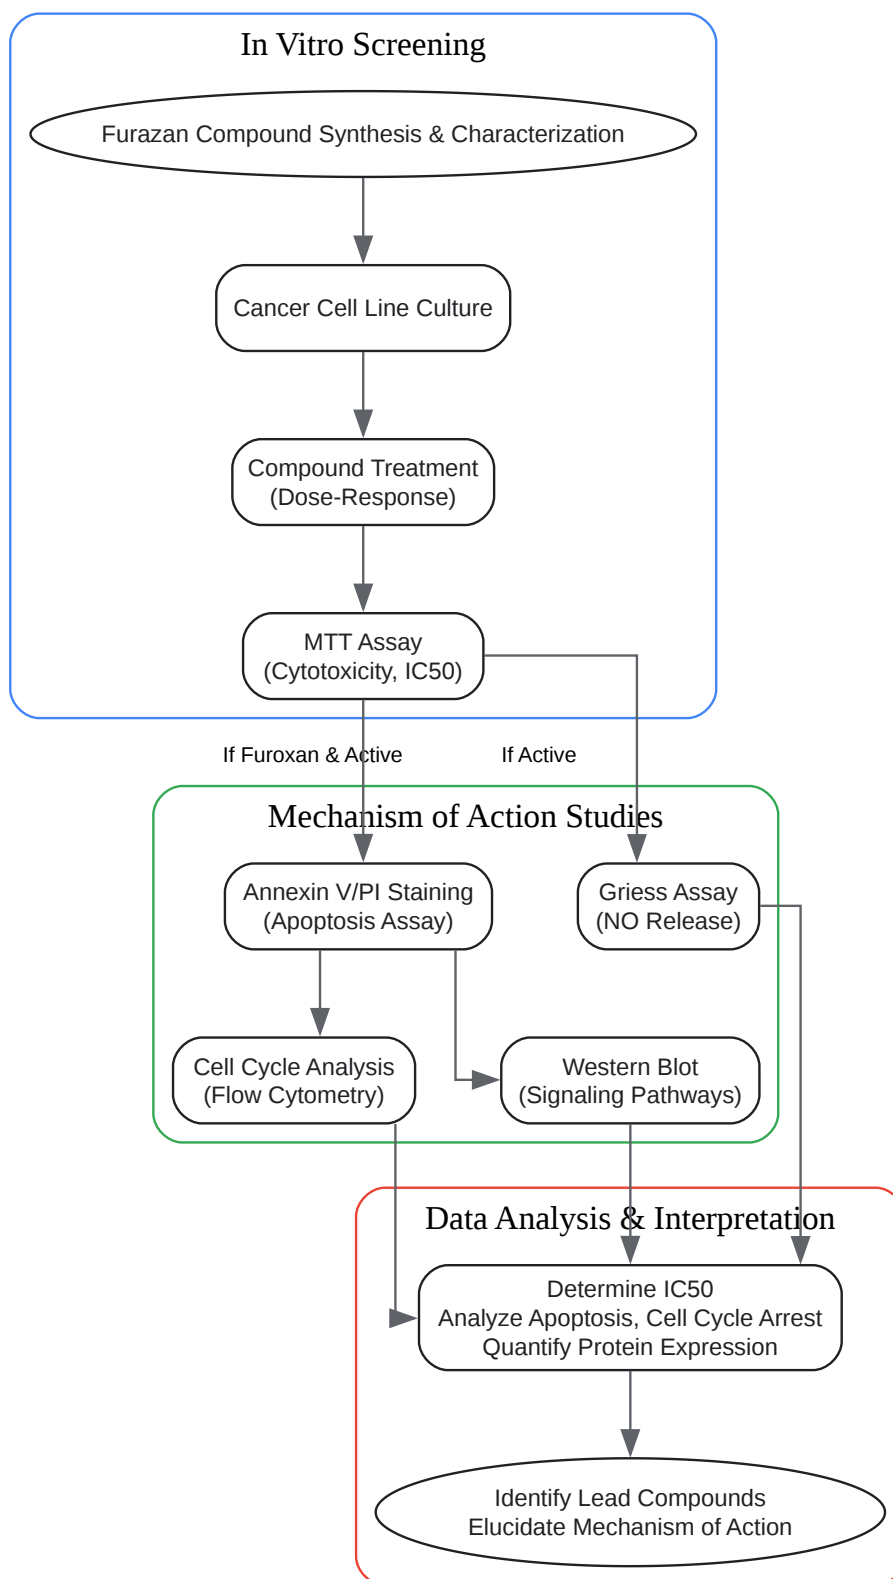 In Vitro Screening
Furazan Compound Synthesis & Characterization
Cancer Cell Line Culture
Compound Treatment
(Dose-Response)
MTT Assay
(Cytotoxicity, IC50)
If Furoxan & Active
If Active
Mechanism of Action Studies
Annexin V/PI Staining
(Apoptosis Assay)
Griess Assay
(NO Release)
Cell Cycle Analysis
(Flow Cytometry)
Western Blot
(Signaling Pathways)
Data Analysis & Interpretation
Determine IC50
Analyze Apoptosis, Cell Cycle Arrest
Quantify Protein Expression
Identify Lead Compounds
Elucidate Mechanism of Action